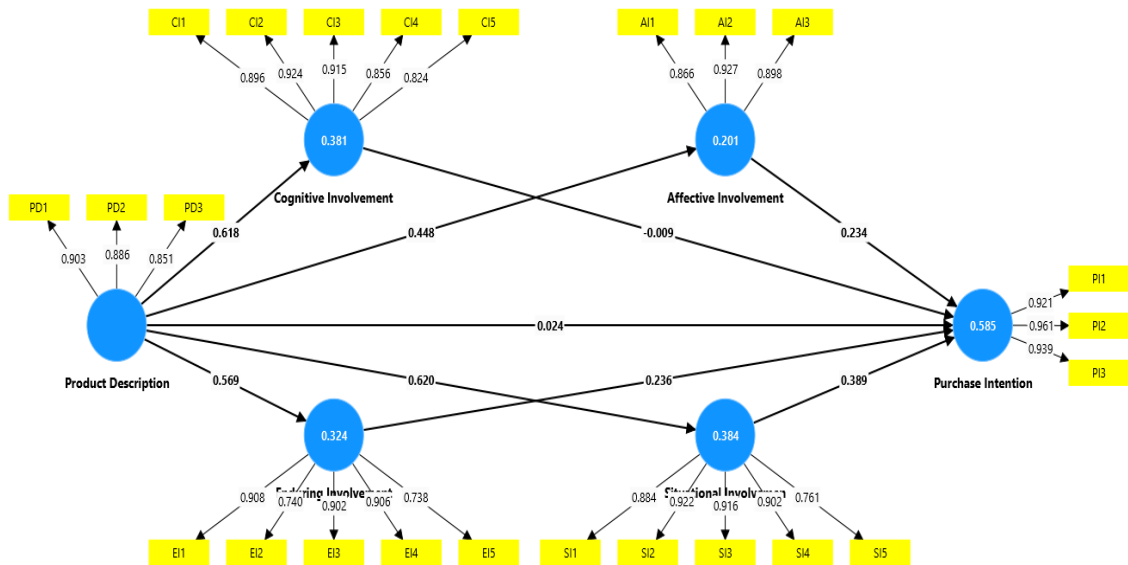 CI1 CI2 CI3 CI4 CI5
AI1 AI2 AI3
0.896 0.924 0.915 0.856 0.824
0.866 0.927 0.898
0.381
0.201
Cognitive Involvement
Affective Involvement
PD1 PD2 PD3
0.903 0.886 0.851
0.618
0.448
-0.009
0.234
Product Description
0.024
0.585
Purchase Intention
0.921
0.961
0.939
PI1
PI2
PI3
0.569
0.620
0.236
0.389
0.324
0.384
Enduring Involvement
Situational Involvemen
0.908 0.740 0.902 0.906 0.738
0.884 0.922 0.916 0.902 0.761
EI1 EI2 EI3 EI4 EI5
SI1 SI2 SI3 SI4 SI5